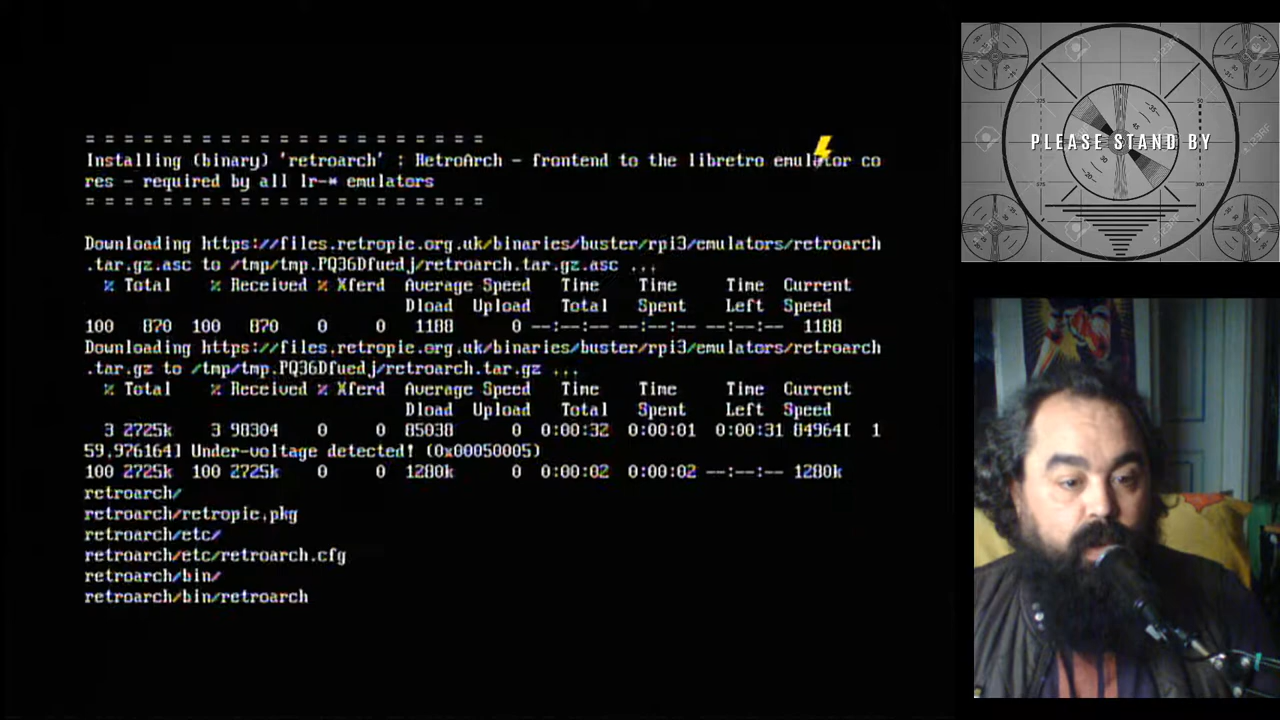 = = = = = = = = = = = = = = = = = = = = =
Installing (binary) 'retroarch' : RetroArch - frontend to the libretro emulator co
res - required by all lr-* emulators
= = = = = = = = = = = = = = = = = = = = =
Downloading https://files.retropie.org.uk/binaries/buster/rpi3/emulators/retroarch
.tar.gz.asc to /tmp/tmp.PQ36Dfuedj/retroarch.tar.gz.asc ...
% Total % Received % Xferd Average Speed Time Time Time Current
Dload Upload Total Spent Left Speed
100 870 100 870 0 0 1188 0 --:--:-- --:--:-- --:--:-- 1188
Downloading https://files.retropie.org.uk/binaries/buster/rpi3/emulators/retroarch
.tar.gz to /tmp/tmp.PQ36Dfuedj/retroarch.tar.gz ...
% Total % Received % Xferd Average Speed Time Time Time Current
Dload Upload Total Spent Left Speed
3 2725k 3 98304 0 0 85038 0 0:00:32 0:00:01 0:00:31 84964[ 1
59.976164] Under-voltage detected! (0x00050005)
100 2725k 100 2725k 0 0 1280k 0 0:00:02 0:00:02 --:--:-- 1280k
retroarch/
retroarch/retropie.pkg
retroarch/etc/
retroarch/etc/retroarch.cfg
retroarch/bin/
retroarch/bin/retroarch
PLEASE STAND BY